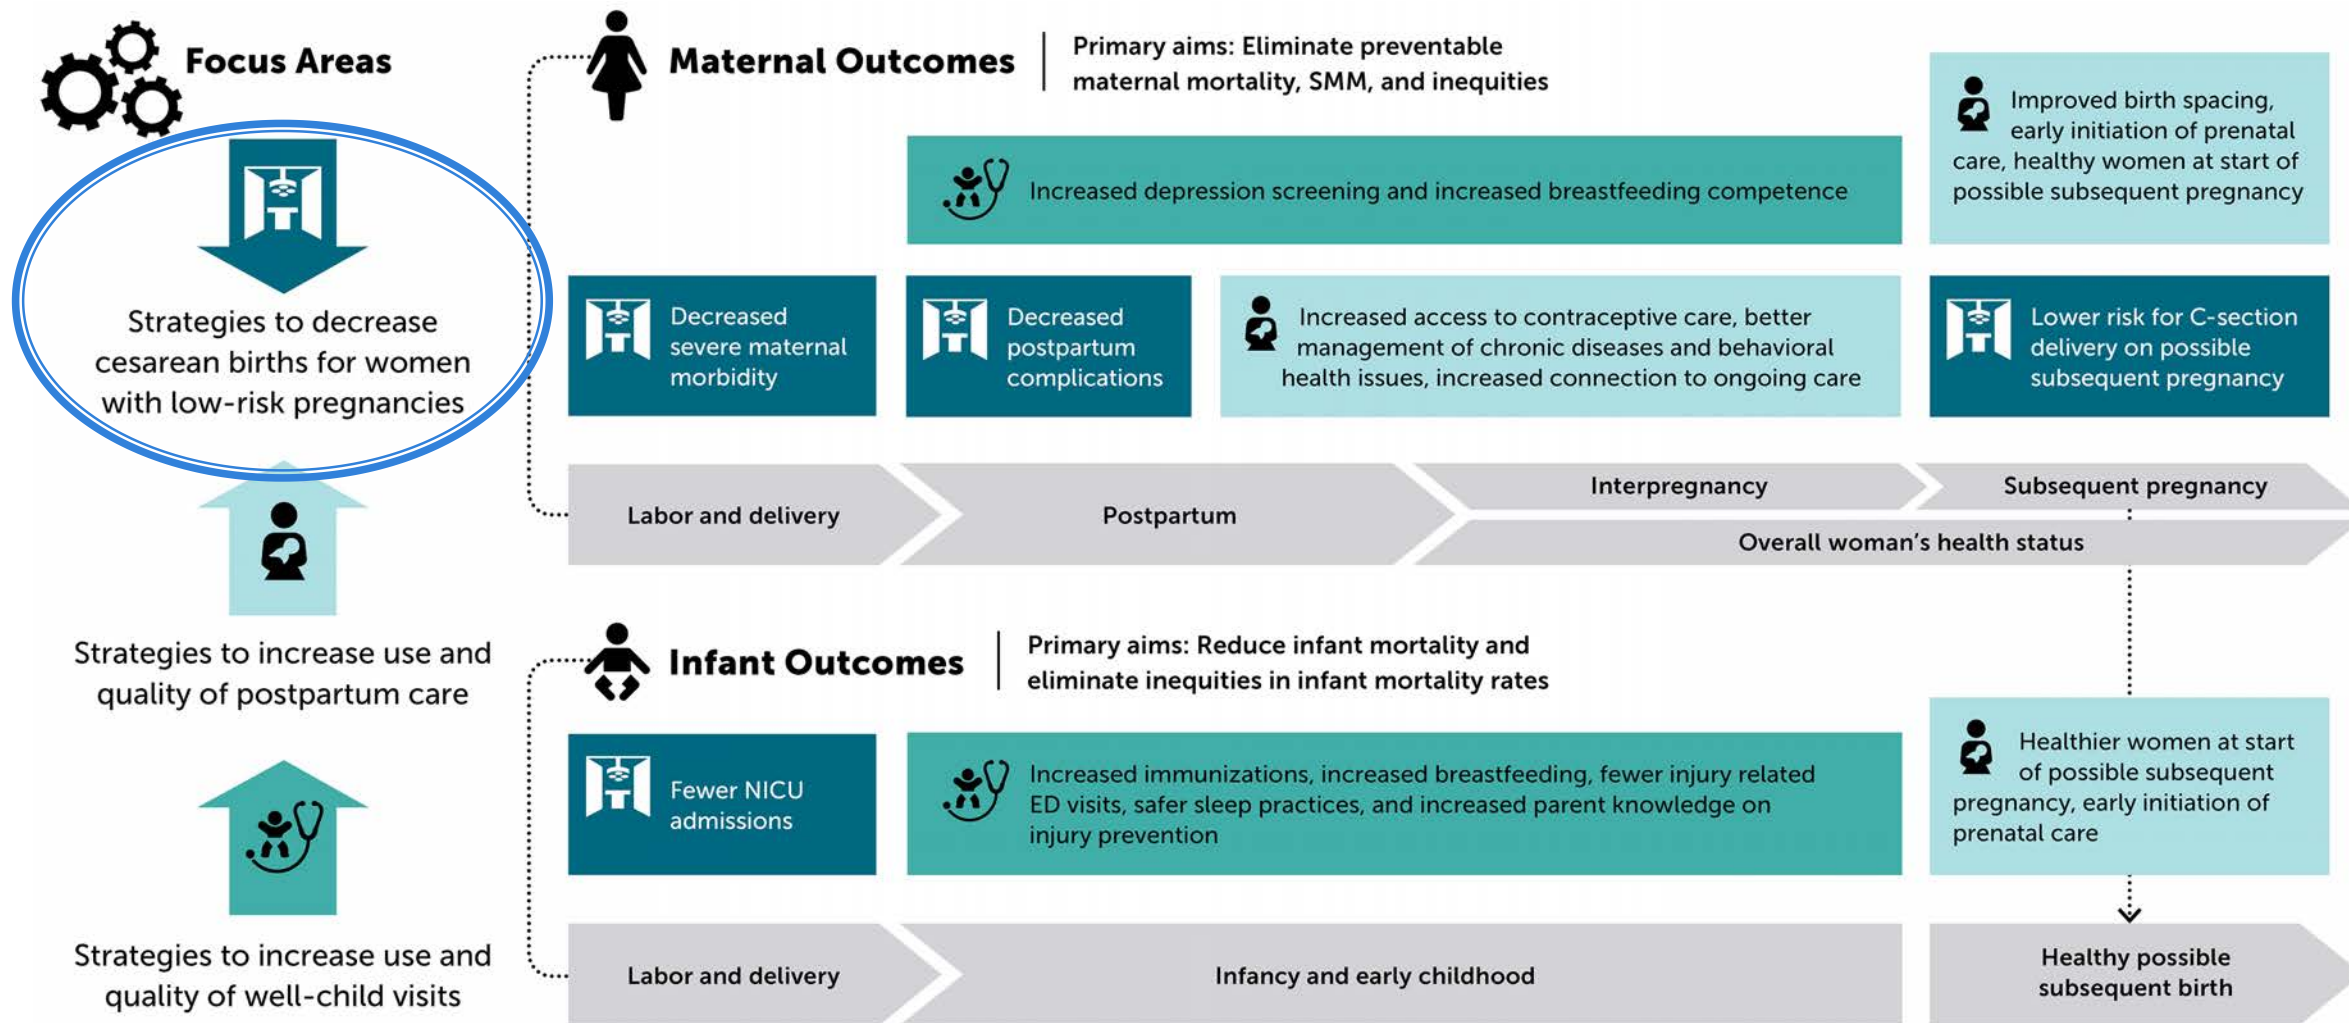 Focus Areas
Strategies to decrease
cesarean births for women
with low-risk pregnancies
Strategies to increase use and
quality of postpartum care
Strategies to increase use and
quality of well-child visits
Maternal Outcomes
Primary aims: Eliminate preventable
maternal mortality, SMM, and inequities
Increased depression screening and increased breastfeeding competence
Improved birth spacing,
early initiation of prenatal
care, healthy women at start of
possible subsequent pregnancy
Decreased
severe maternal
morbidity
Decreased
postpartum
complications
Increased access to contraceptive care, better
management of chronic diseases and behavioral
health issues, increased connection to ongoing care
Lower risk for C-section
delivery on possible
subsequent pregnancy
Labor and delivery
Postpartum
Interpregnancy
Subsequent pregnancy
Overall woman's health status
Infant Outcomes
Primary aims: Reduce infant mortality and
eliminate inequities in infant mortality rates
Fewer NICU
admissions
Increased immunizations, increased breastfeeding, fewer injury related
ED visits, safer sleep practices, and increased parent knowledge on
injury prevention
Healthier women at start
of possible subsequent
pregnancy, early initiation of
prenatal care
Labor and delivery
Infancy and early childhood
Healthy possible
subsequent birth